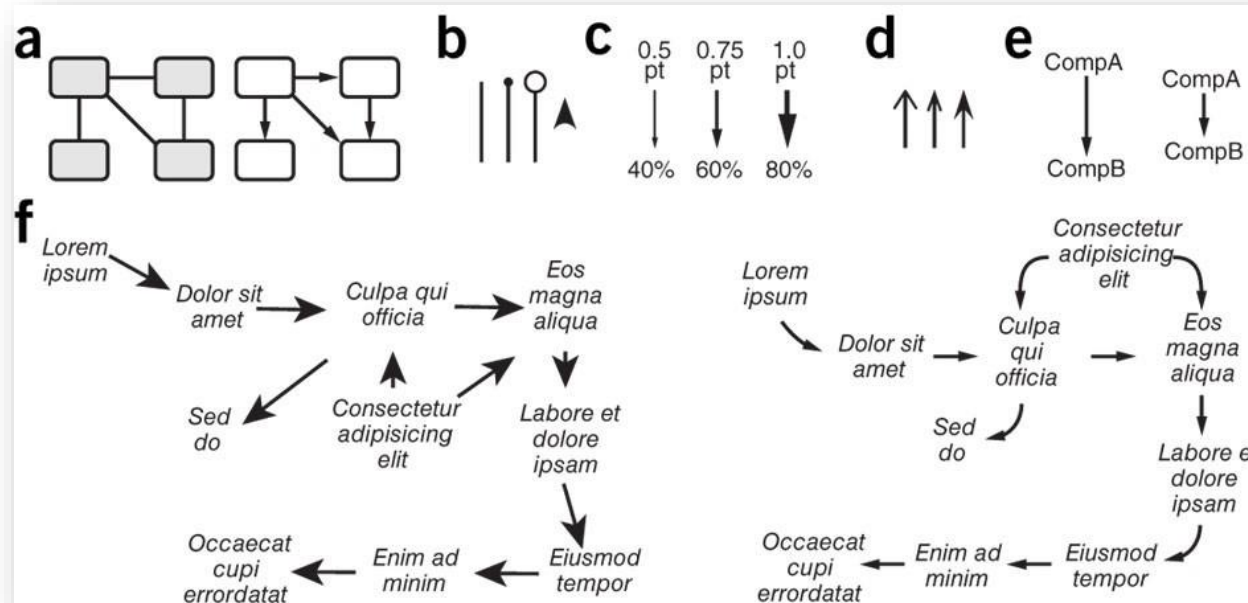 a
b
c
d
e
0.5
pt
0.75
pt
1.0
pt
40%
60%
80%
CompA
CompB
CompA
CompB
f
Lorem
ipsum
Dolor sit
amet
Culpa qui
officia
Eos
magna
aliqua
Sed
do
Consectetur
adipisicing
elit
Labore et
dolore
ipsam
Occaecat
cupi
errordatat
Enim ad
minim
Eiusmod
tempor
Consectetur
adipisicing
elit
Lorem
ipsum
Dolor sit
amet
Culpa
qui
officia
Eos
magna
aliqua
Sed
do
Labore e
dolore
ipsam
Occaecat
cupi
errordatat
Enim ad
minim
Eiusmod
tempor